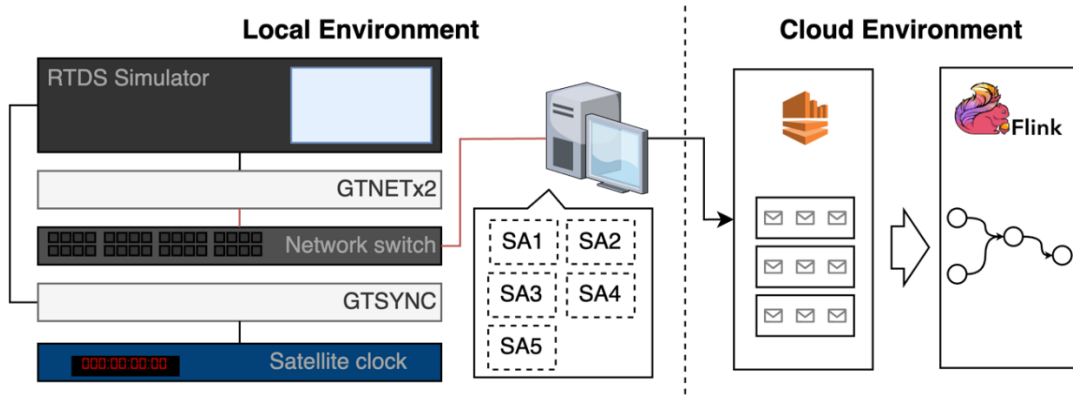 Local Environment
Cloud Environment
RTDS Simulator
GTNETx2
Network switch
GTSYNC
Satellite clock
000:00:00:00
SA1
SA2
SA3
SA4
SA5
Flink